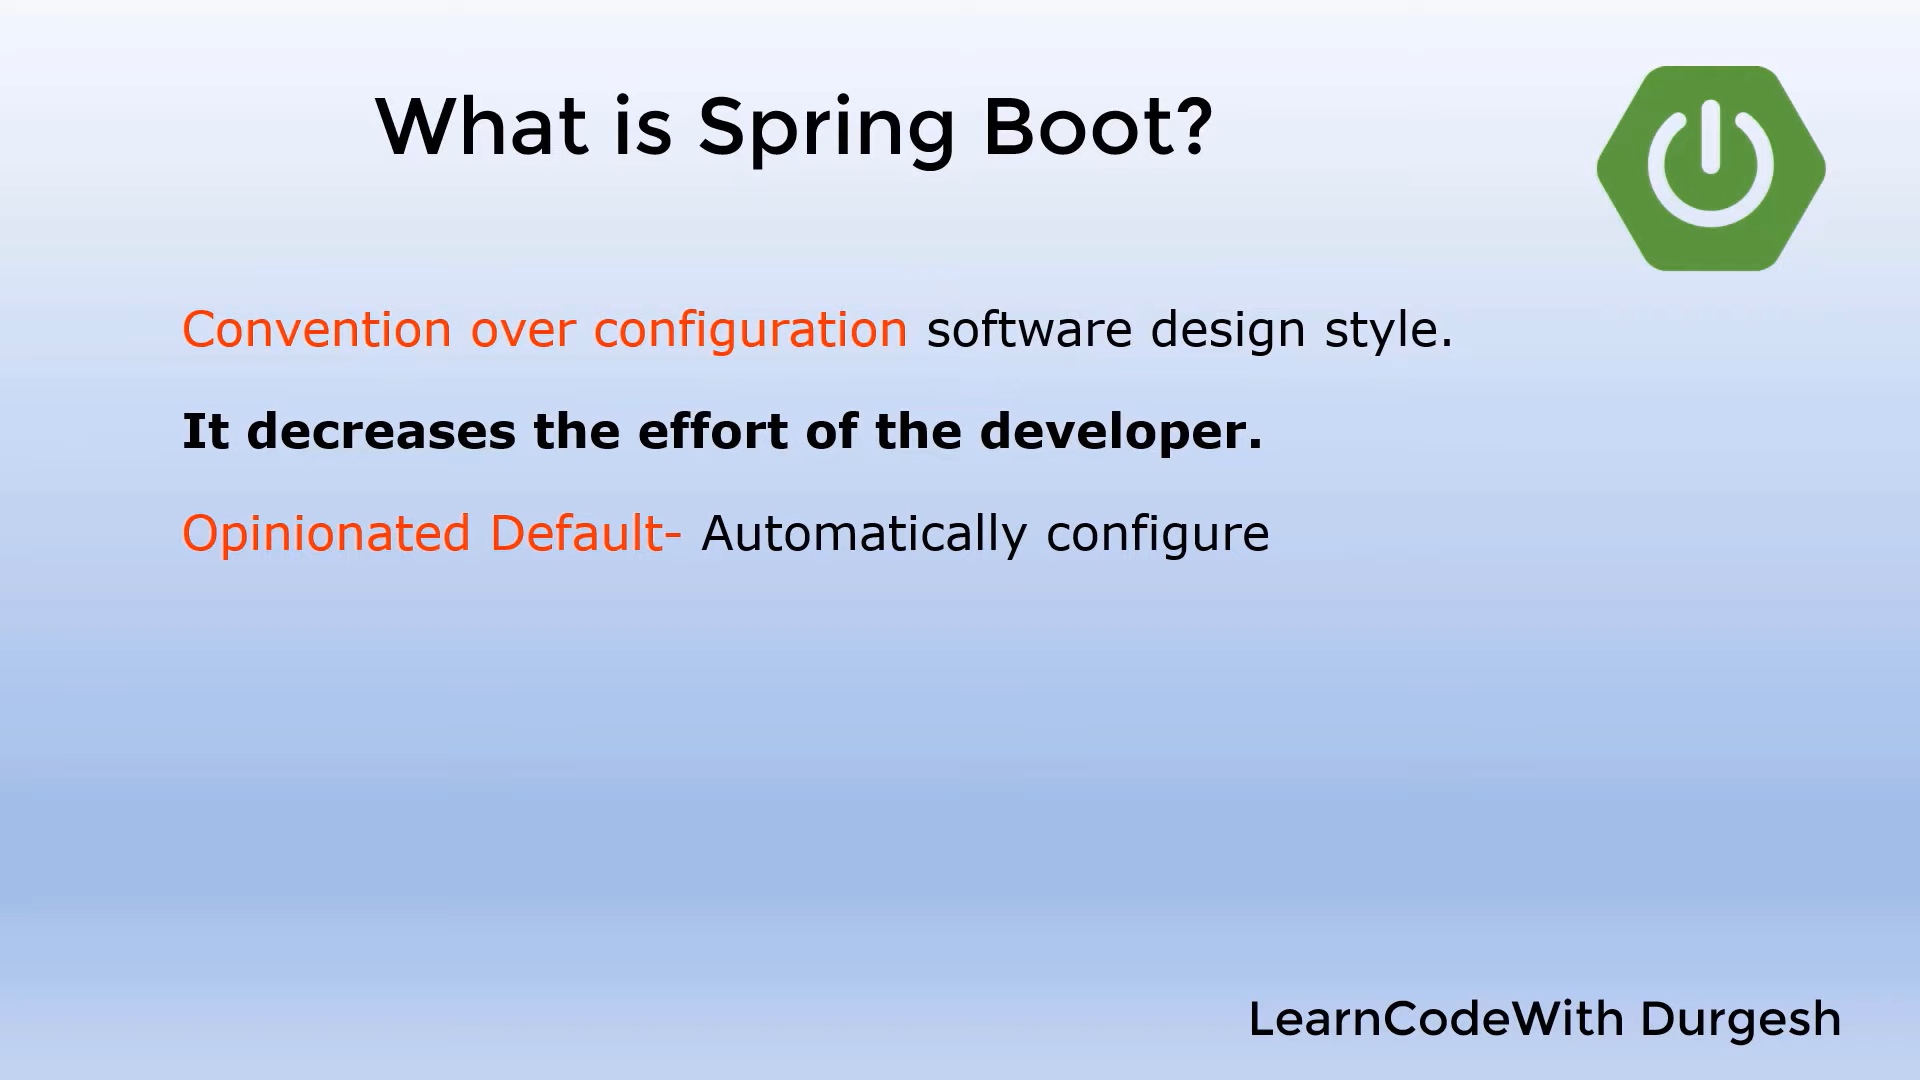 What is Spring Boot?
Convention over configuration software design style.
It decreases the effort of the developer.
Opinionated Default- Automatically configure
LearnCodeWith Durgesh